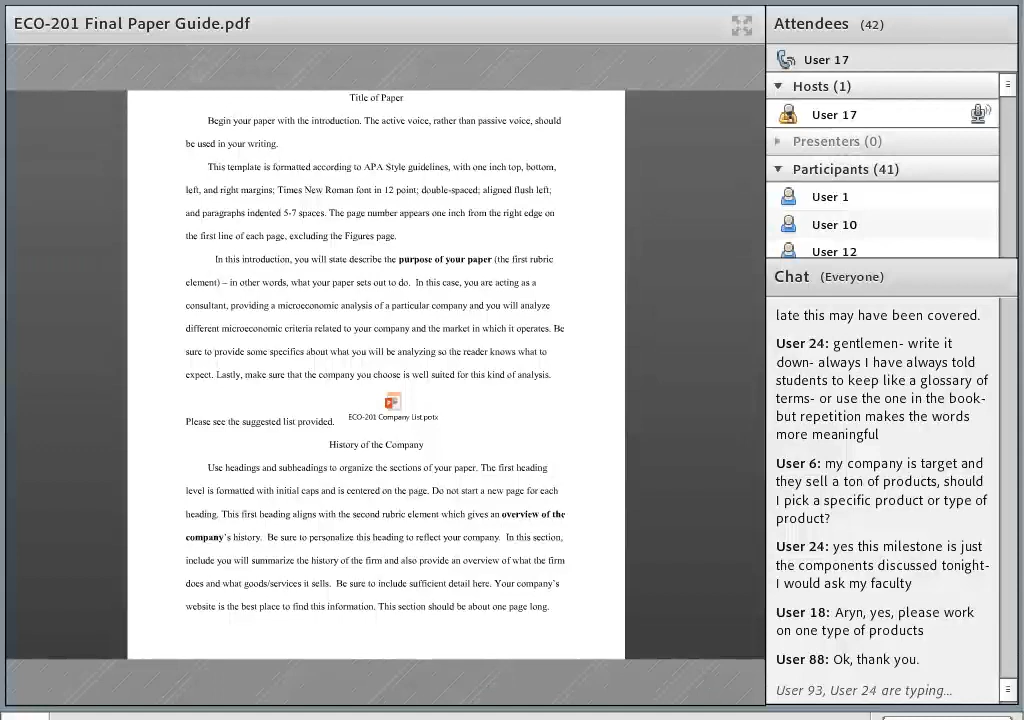 ECO-201 Final Paper Guide.pdf
Title of Paper
Begin your paper with the introduction. The active voice, rather than passive voice, should
be used in your writing.
This template is formatted according to APA Style guidelines, with one inch top, bottom,
left, and right margins; Times New Roman font in 12 point; double-spaced; aligned flush left;
and paragraphs indented 5-7 spaces. The page number appears one inch from the right edge on
the first line of each page, excluding the Figures page.
In this introduction, you will state describe the purpose of your paper (the first rubric
element) – in other words, what your paper sets out to do. In this case, you are acting as a
consultant, providing a microeconomic analysis of a particular company and you will analyze
different microeconomic criteria related to your company and the market in which it operates. Be
sure to provide some specifics about what you will be analyzing so the reader knows what to
expect. Lastly, make sure that the company you choose is well suited for this kind of analysis.
Please see the suggested list provided.
ECO-201 Company List.potx
History of the Company
Use headings and subheadings to organize the sections of your paper. The first heading
level is formatted with initial caps and is centered on the page. Do not start a new page for each
heading. This first heading aligns with the second rubric element which gives an overview of the
company's history. Be sure to personalize this heading to reflect your company. In this section,
include you will summarize the history of the firm and also provide an overview of what the firm
does and what goods/services it sells. Be sure to include sufficient detail here. Your company's
website is the best place to find this information. This section should be about one page long.
Attendees (42)
User 17
Hosts (1)
User 17
Presenters (0)
Participants (41)
User 1
User 10
User 12
Chat (Everyone)
late this may have been covered.
User 24: gentlemen- write it
down- always I have always told
students to keep like a glossary of
terms- or use the one in the book-
but repetition makes the words
more meaningful
User 6: my company is target and
they sell a ton of products, should
I pick a specific product or type of
product?
User 24: yes this milestone is just
the components discussed tonight-
I would ask my faculty
User 18: Aryn, yes, please work
on one type of products
User 88: Ok, thank you.
User 93, User 24 are typing...